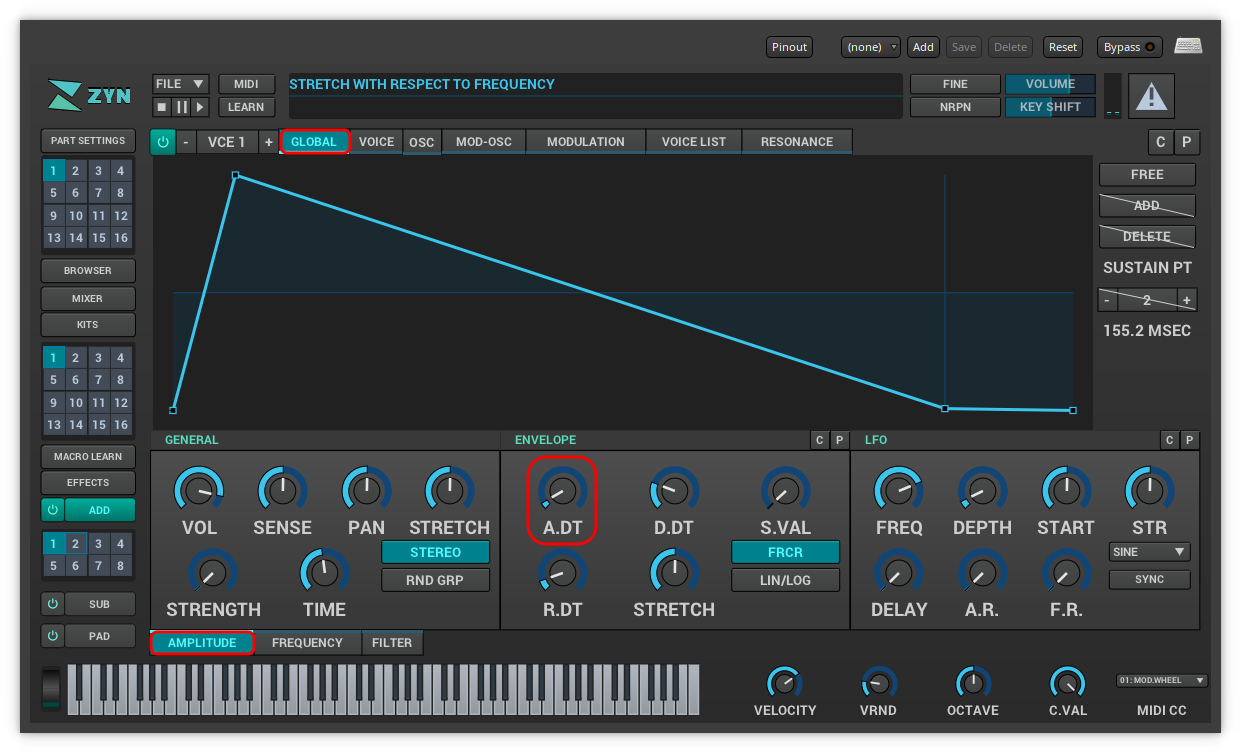 Pinout (none) Add Save Delete Reset Bypass
ZYN FILE MIDI STRETCH WITH RESPECT TO FREQUENCY FINE VOLUME
LEARN NRPN KEY SHIFT
PART SETTINGS - VCE 1 + GLOBAL VOICE OSC MOD-OSC MODULATION VOICE LIST RESONANCE C P
1 2 3 4
5 6 7 8
9 10 11 12
13 14 15 16
FREE
ADD
DELETE
SUSTAIN PT
- 2 +
155.2 MSEC
BROWSER
MIXER
KITS
1 2 3 4
5 6 7 8
9 10 11 12
13 14 15 16
MACRO LEARN
EFFECTS
ADD
1 2 3 4
5 6 7 8
SUB
PAD
GENERAL
VOL SENSE PAN STRETCH
STEREO
RND GRP
STRENGTH TIME
ENVELOPE C P
A.DT D.DT S.VAL
FRCR
LIN/LOG
R.DT STRETCH
LFO C P
FREQ DEPTH START STR
SINE
SYNC
DELAY A.R. F.R.
AMPLITUDE FREQUENCY FILTER
01: MOD.WHEEL
VELOCITY VRND OCTAVE C.VAL MIDI CC